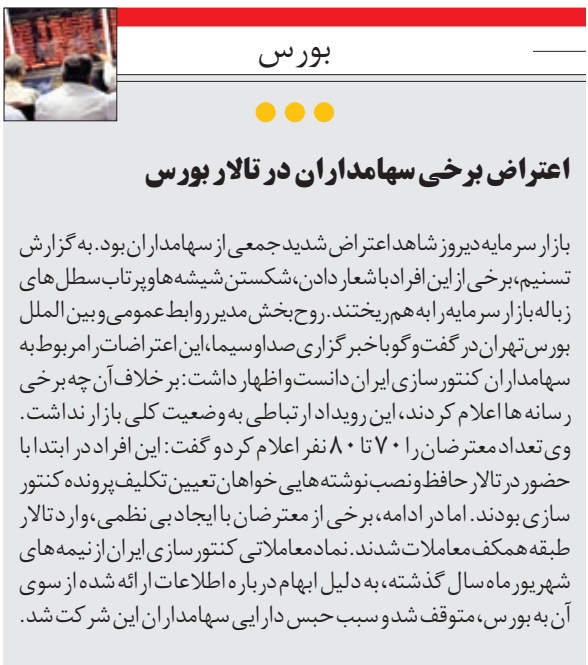 بورس
اعتراض برخی سهامداران در تالار بورس
بازار سرمایه دیروز شاهد اعتراض شدید جمعی از سهامداران بود. به گزارش
تسنیم، برخی از این افراد با شعار دادن، شکستن شیشه‌ها و پرتاب سطل‌های
زباله بازار سرمایه را به هم ریختند. روح‌بخش مدیر روابط عمومی و بین الملل
بورس تهران در گفت و گو با خبرگزاری صدا و سیما، این اعتراضات را مربوط به
سهامداران کنتورسازی ایران دانست و اظهار داشت: بر خلاف آن چه برخی
رسانه ها اعلام کردند، این رویداد ارتباطی به وضعیت کلی بازار نداشت.
وی تعداد معترضان را ۷۰ تا ۸۰ نفر اعلام کرد و گفت: این افراد در ابتدا با
حضور در تالار حافظ و نصب نوشته هایی خواهان تعیین تکلیف پرونده کنتور
سازی بودند. اما در ادامه، برخی از معترضان با ایجاد بی نظمی، وارد تالار
طبقه همکف معاملات شدند. نماد معاملاتی کنتورسازی ایران از نیمه های
شهریور ماه سال گذشته، به دلیل ابهام درباره اطلاعات ارائه شده از سوی
آن به بورس، متوقف شد و سبب حبس دارایی سهامداران این شرکت شد.